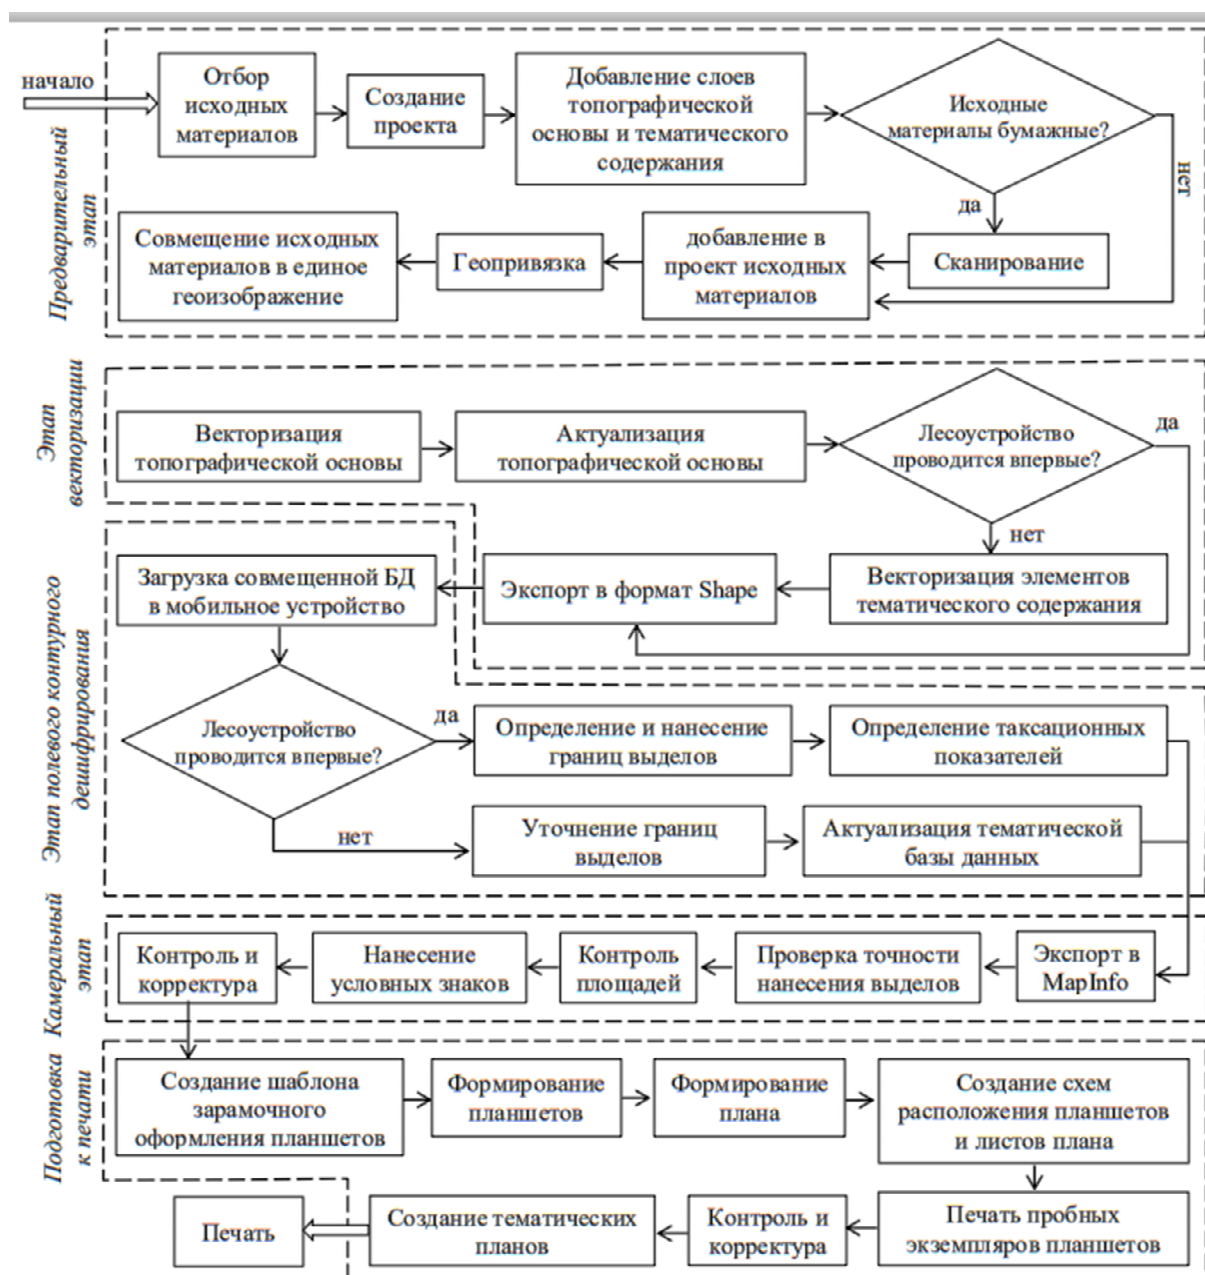 начало
Предварительный
этап
Отбор
исходных
материалов
Создание
проекта
Добавление слоев
топографической
основы и тематического
содержания
Исходные
материалы бумажные?
нет
да
Сканирование
добавление в
проект исходных
материалов
Геопривязка
Совмещение исходных
материалов в единое
геоизображение
Этап
векторизации
Векторизация
топографической основы
Актуализация
топографической основы
Лесоустройство
проводится впервые?
да
нет
Векторизация элементов
тематического содержания
Экспорт в формат Shape
Этап полевого контурного
дешифрирования
Загрузка совмещенной БД
в мобильное устройство
Лесоустройство
проводится впервые?
да
Определение и нанесение
границ выделов
Определение таксационных
показателей
нет
Уточнение границ
выделов
Актуализация тематической
базы данных
Камеральный
этап
Экспорт в
MapInfo
Проверка точности
нанесения выделов
Контроль
площадей
Нанесение
условных знаков
Контроль и
корректура
Подготовка
к печати
Создание шаблона
зарамочного
оформления планшетов
Формирование
планшетов
Формирование
плана
Создание схем
расположения планшетов
и листов плана
Печать пробных
экземпляров планшетов
Контроль и
корректура
Создание тематических
планов
Печать